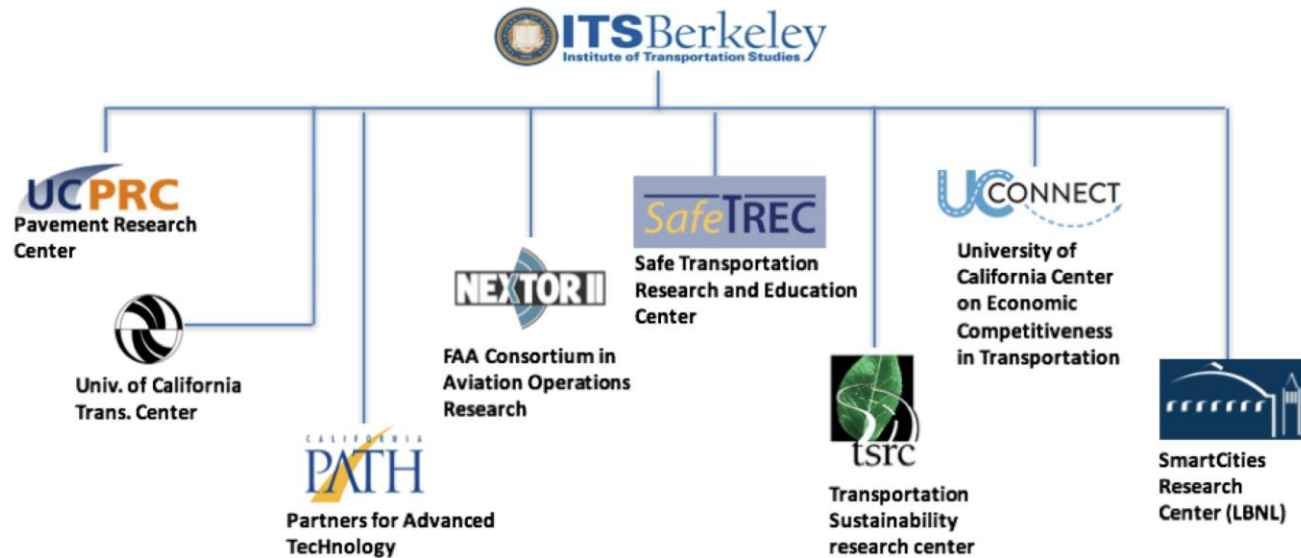 ITSBerkeley
Institute of Transportation Studies
UCPRC
Pavement Research
Center
Univ. of California
Trans. Center
CALIFORNIA
PATH
Partners for Advanced
TecHnology
NEXTOR II
FAA Consortium in
Aviation Operations
Research
SafeTREC
Safe Transportation
Research and Education
Center
tsrc
Transportation
Sustainability
research center
UC CONNECT
University of
California Center
on Economic
Competitiveness
in Transportation
SmartCities
Research
Center (LBNL)